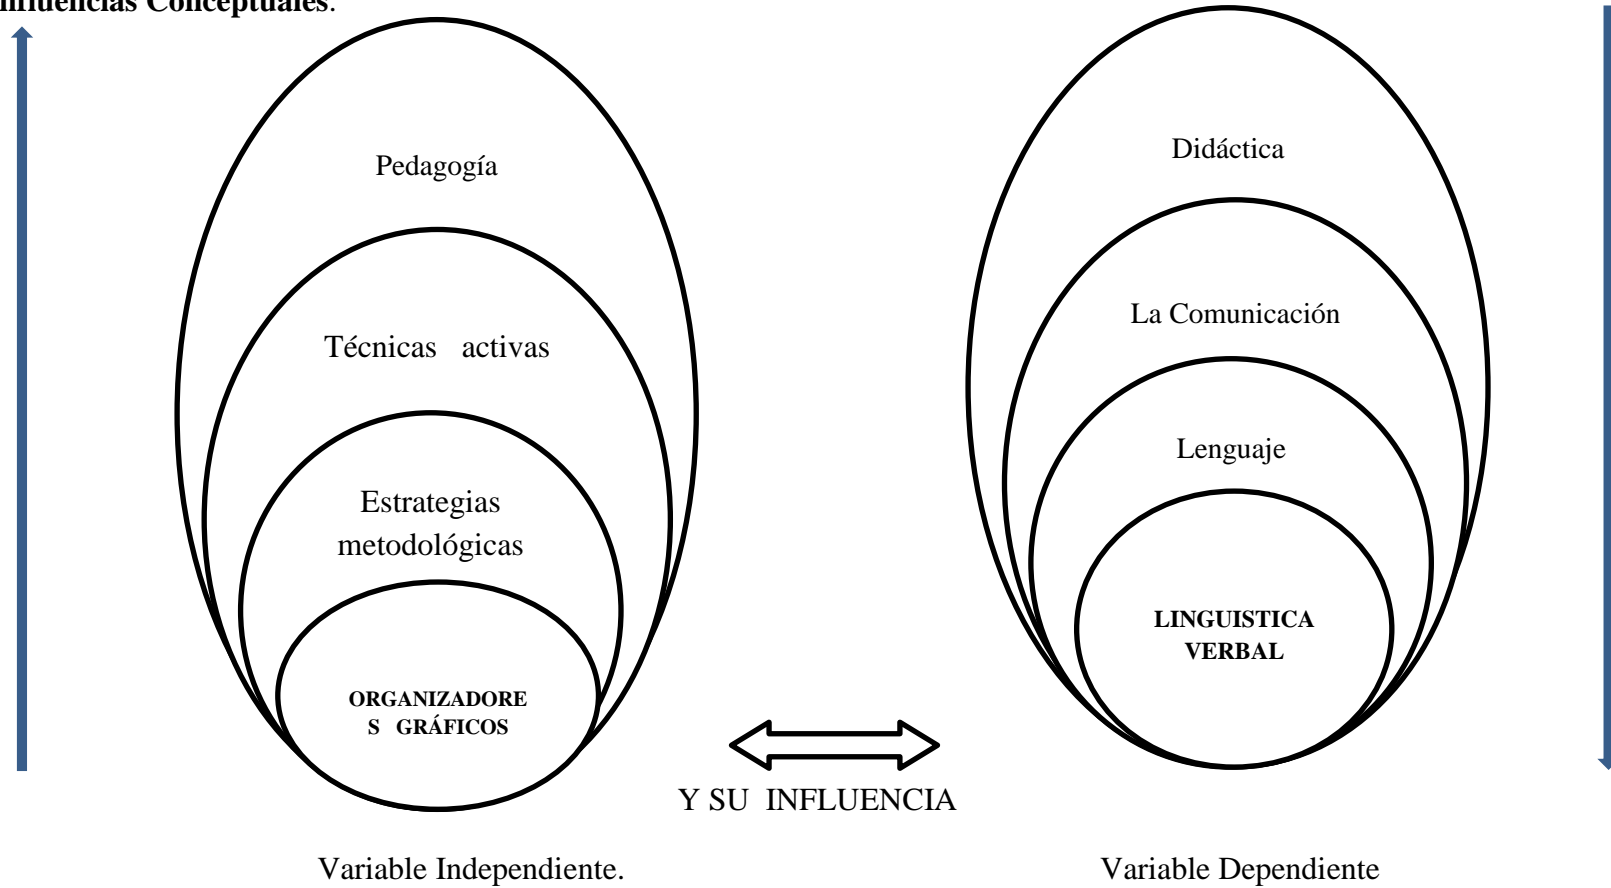 nfluencias Conceptuales.
Pedagogía
Técnicas activas
Estrategias
metodológicas
ORGANIZADORE
S GRÁFICOS
Didáctica
La Comunicación
Lenguaje
LINGUISTICA
VERBAL
Y SU INFLUENCIA
Variable Independiente.
Variable Dependiente